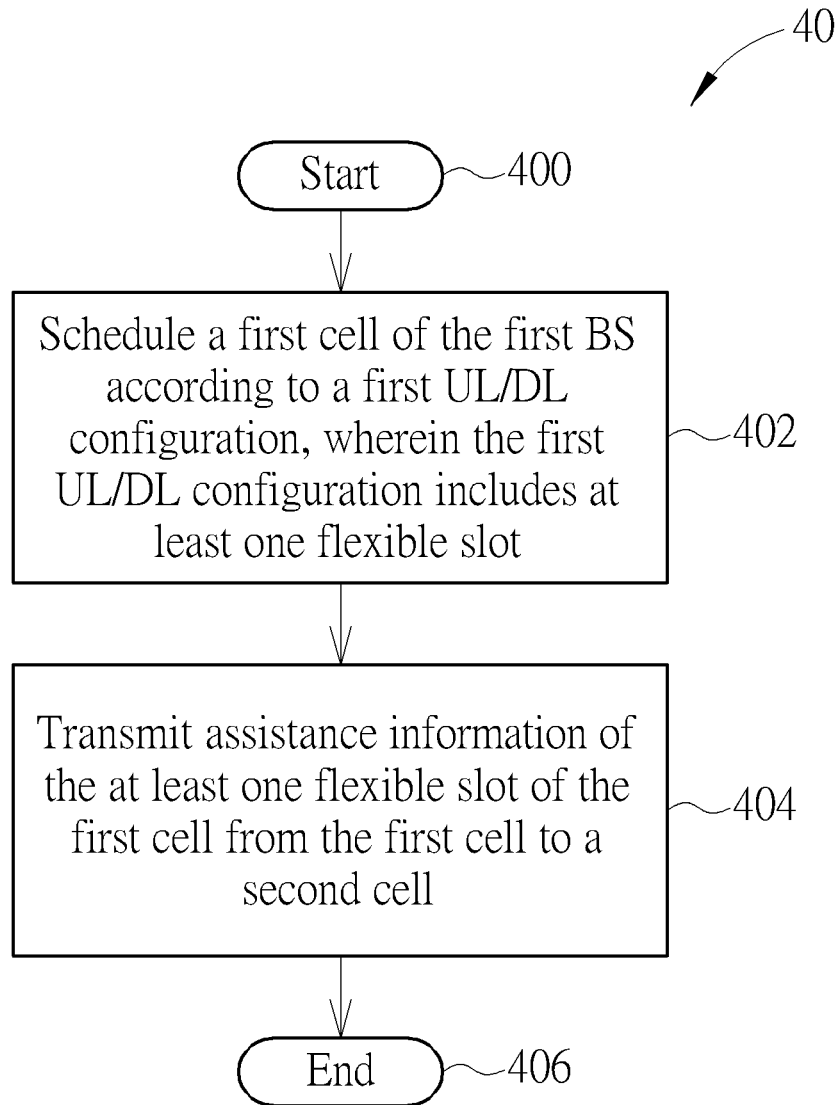 40
Start
400
Schedule a first cell of the first BS
according to a first UL/DL
configuration, wherein the first
UL/DL configuration includes at
least one flexible slot
402
Transmit assistance information of
the at least one flexible slot of the
first cell from the first cell to a
second cell
404
End
406